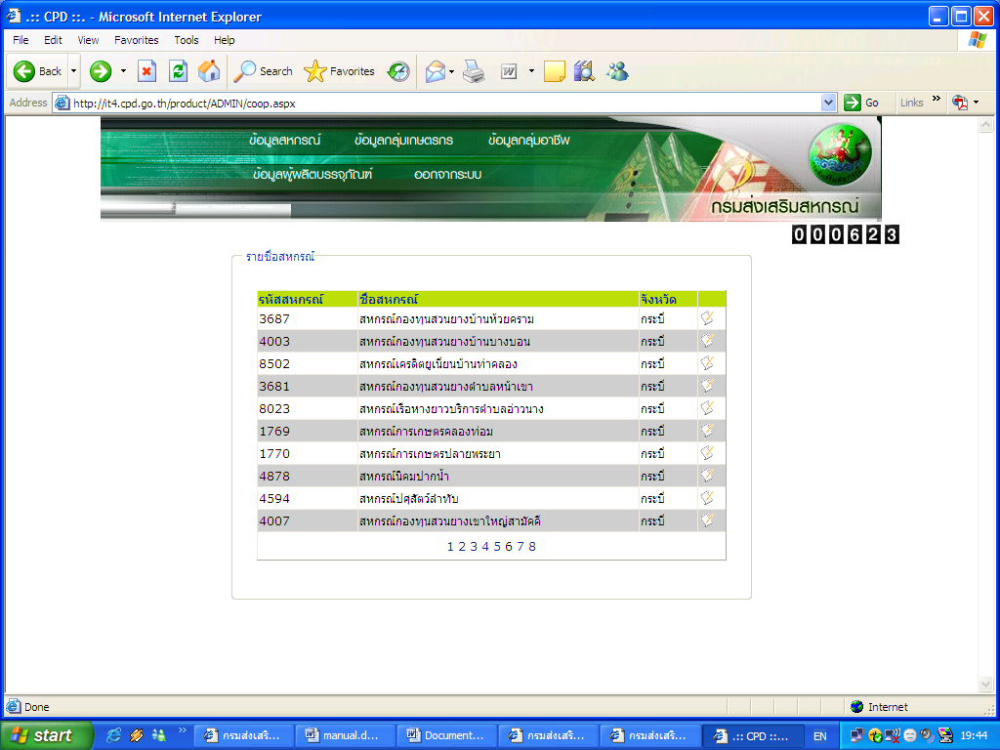 .:: CPD ::. - Microsoft Internet Explorer
File Edit View Favorites Tools Help
Back Search Favorites
Address http://it4.cpd.go.th/product/ADMIN/coop.aspx Go Links »
ข้อมูลสหกรณ์ ข้อมูลกลุ่มเกษตรกร ข้อมูลกลุ่มอาชีพ
ข้อมูลผู้ผลิตบรรจุภัณฑ์ ออกจากระบบ
กรมส่งเสริมสหกรณ์
000623
รายชื่อสหกรณ์
รหัสสหกรณ์ ชื่อสหกรณ์ จังหวัด
3687 สหกรณ์กองทุนสวนยางบ้านห้วยคราม กระบี่
4003 สหกรณ์กองทุนสวนยางบ้านบางบอน กระบี่
8502 สหกรณ์เครดิตยูเนี่ยนบ้านท่าคลอง กระบี่
3681 สหกรณ์กองทุนสวนยางตำบลหน้าเขา กระบี่
8023 สหกรณ์เรือหางยาวบริการตำบลอ่าวนาง กระบี่
1769 สหกรณ์การเกษตรคลองท่อม กระบี่
1770 สหกรณ์การเกษตรปลายพระยา กระบี่
4878 สหกรณ์นิคมปากน้ำ กระบี่
4594 สหกรณ์ปศุสัตว์ลำทับ กระบี่
4007 สหกรณ์กองทุนสวนยางเขาใหญ่สามัคคี กระบี่
1 2 3 4 5 6 7 8
Done Internet
start » กรมส่งเสริ... manual.d... Document... กรมส่งเสริ... กรมส่งเสริ... .:: CPD ::... EN 19:44